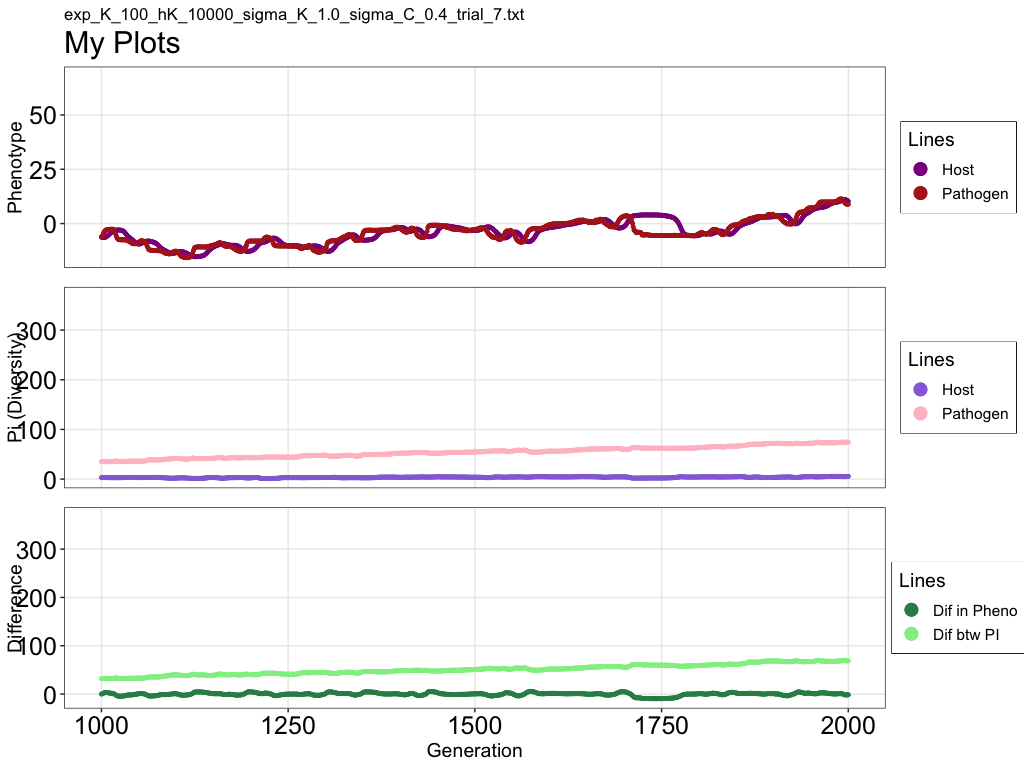 exp_K_100_hK_10000_sigma_K_1.0_sigma_C_0.4_trial_7.txt
My Plots
Phenotype
50
25
0
Lines
Host
Pathogen
Pi (Diversity)
300
200
100
0
Lines
Host
Pathogen
Difference
300
200
100
0
Lines
Dif in Pheno
Dif btw PI
1000 1250 1500 1750 2000
Generation